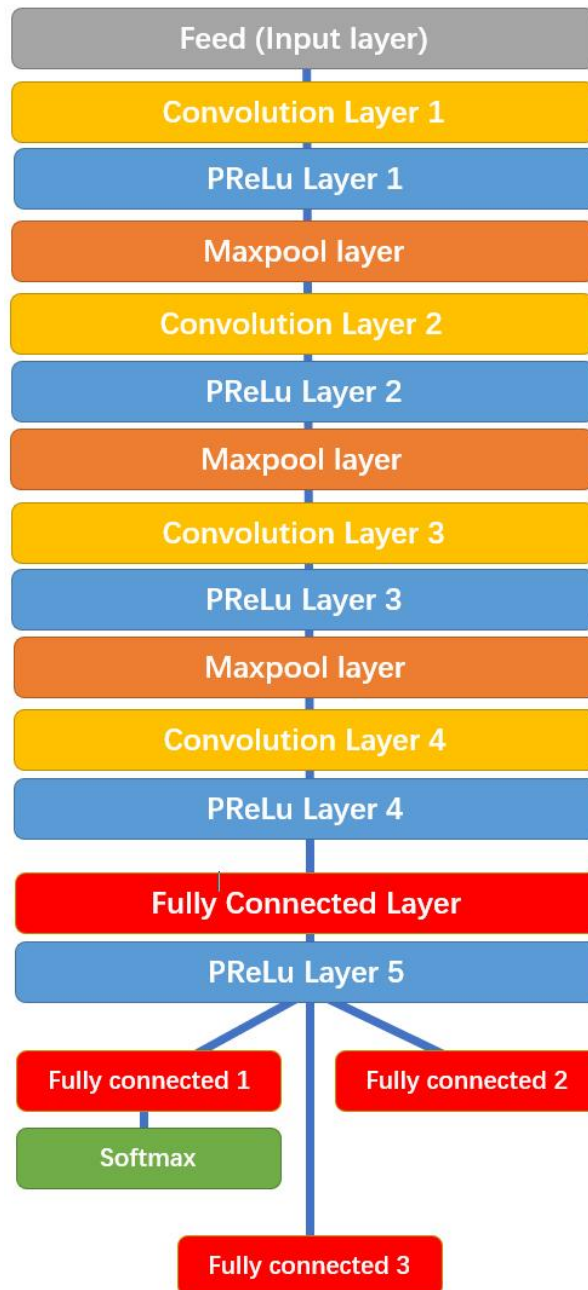 Feed (Input layer)
Convolution Layer 1
PReLu Layer 1
Maxpool layer
Convolution Layer 2
PReLu Layer 2
Maxpool layer
Convolution Layer 3
PReLu Layer 3
Maxpool layer
Convolution Layer 4
PReLu Layer 4
Fully Connected Layer
PReLu Layer 5
Fully connected 1
Fully connected 2
Softmax
Fully connected 3